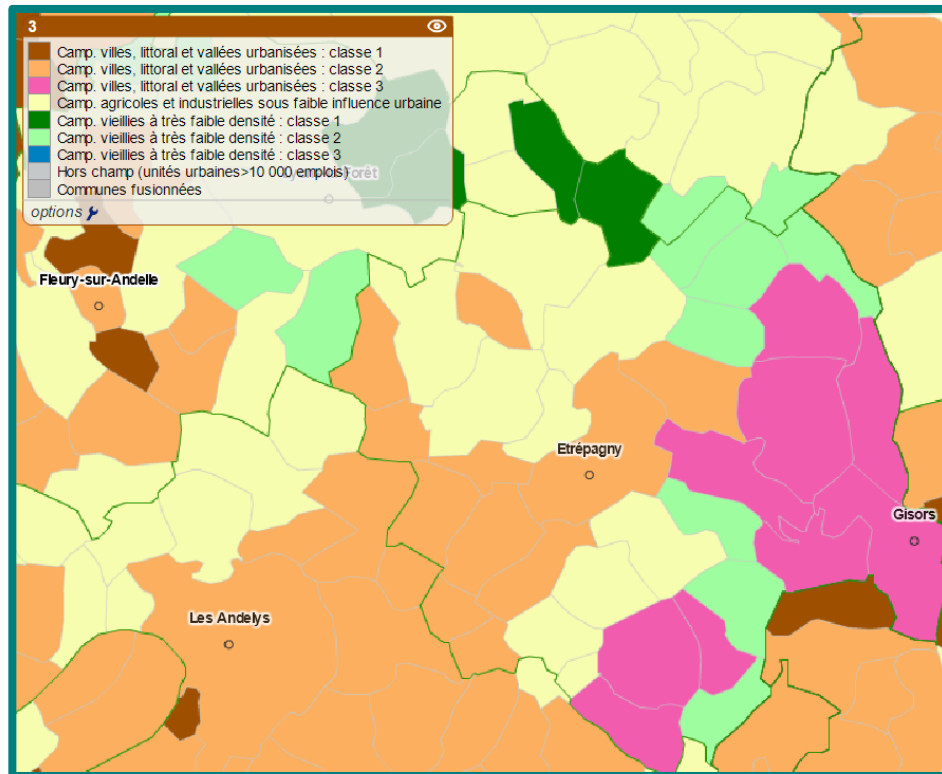 3
Camp. villes, littoral et vallées urbanisées : classe 1
Camp. villes, littoral et vallées urbanisées : classe 2
Camp. villes, littoral et vallées urbanisées : classe 3
Camp. agricoles et industrielles sous faible influence urbaine
Camp. vieillies à très faible densité : classe 1
Camp. vieillies à très faible densité : classe 2
Camp. vieillies à très faible densité : classe 3
Hors champ (unités urbaines>10 000 emplois)
Communes fusionnées
options
Fleury-sur-Andelle
Etrépagny
Gisors
Les Andelys